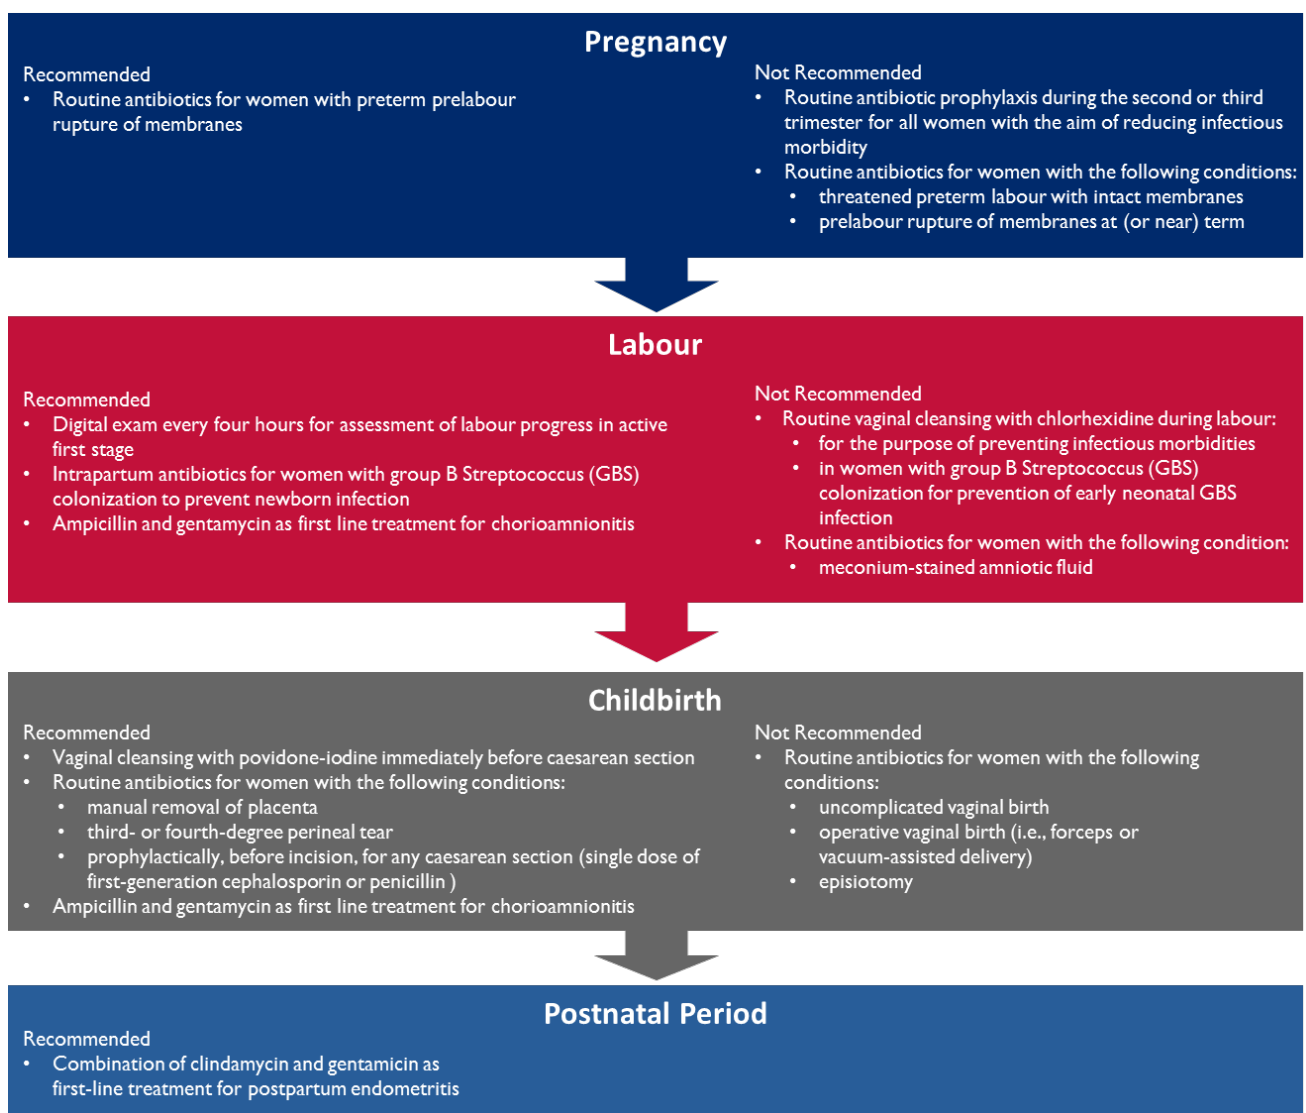 Pregnancy
Recommended
• Routine antibiotics for women with preterm prelabour
rupture of membranes
Not Recommended
• Routine antibiotic prophylaxis during the second or third
trimester for all women with the aim of reducing infectious
morbidity
• Routine antibiotics for women with the following conditions:
• threatened preterm labour with intact membranes
• prelabour rupture of membranes at (or near) term
Labour
Recommended
• Digital exam every four hours for assessment of labour progress in active
first stage
• Intrapartum antibiotics for women with group B Streptococcus (GBS)
colonization to prevent newborn infection
• Ampicillin and gentamycin as first line treatment for chorioamnionitis
Not Recommended
• Routine vaginal cleansing with chlorhexidine during labour:
• for the purpose of preventing infectious morbidities
• in women with group B Streptococcus (GBS)
colonization for prevention of early neonatal GBS
infection
• Routine antibiotics for women with the following condition:
• meconium-stained amniotic fluid
Childbirth
Recommended
• Vaginal cleansing with povidone-iodine immediately before caesarean section
• Routine antibiotics for women with the following conditions:
• manual removal of placenta
• third- or fourth-degree perineal tear
• prophylactically, before incision, for any caesarean section (single dose of
first-generation cephalosporin or penicillin )
• Ampicillin and gentamycin as first line treatment for chorioamnionitis
Not Recommended
• Routine antibiotics for women with the following
conditions:
• uncomplicated vaginal birth
• operative vaginal birth (i.e., forceps or
vacuum-assisted delivery)
• episiotomy
Postnatal Period
Recommended
• Combination of clindamycin and gentamicin as
first-line treatment for postpartum endometritis